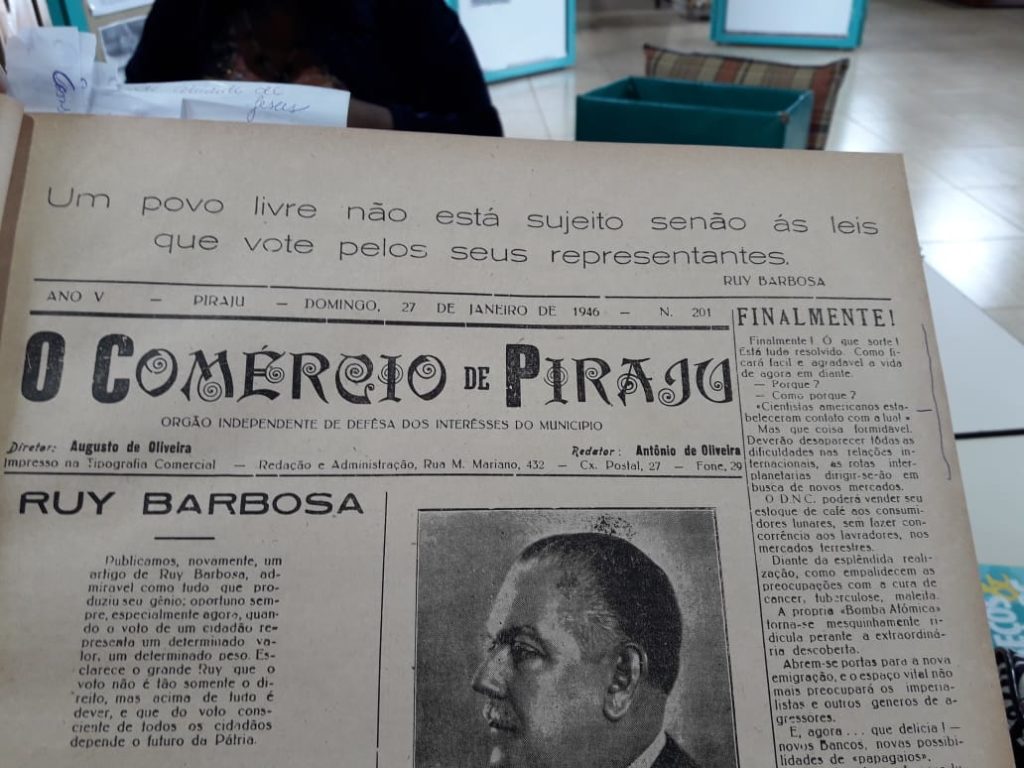 de
Jesus
Um povo livre não está sujeito senão ás leis
que vote pelos seus representantes.
RUY BARBOSA
ANO V — PIRAJU — DOMINGO, 27 DE JANEIRO DE 1946 — N. 201
O COMÉRCIO DE PIRAJU
ORGÃO INDEPENDENTE DE DEFÊSA DOS INTERÊSSES DO MUNICIPIO
Diretor: Augusto de Oliveira Redator: Antônio de Oliveira
Impresso na Tipografia Comercial — Redação e Administração, Rua M. Mariano, 432 — Cx. Postal, 27 — Fone, 29
RUY BARBOSA
Publicamos, novamente, um
artigo de Ruy Barbosa, ad-
miravel como tudo que pro-
duziu seu gênio; oportuno sem-
pre, especialmente agora, quan-
do o voto de um cidadão re-
presenta um determinado va-
lor, um determinado peso. Es-
clarece o grande Ruy que o
voto não é tão somente o di-
reito, mas acima de tudo é
dever, e que do voto cons-
ciente de todos os cidadãos
depende o futuro da Pátria.
FINALMENTE!
Finalmente! Ó que sorte!
Está tudo resolvido. Como fi-
cará facil e agradavel a vida
de agora em diante.
— Porque?
— Como porque?
«Cientistas americanos esta-
beleceram contato com a lua!»
Mas que coisa formidável.
Deverão desaparecer tôdas as
dificuldades nas relações in-
ternacionais, as rotas inter-
planetarias dirigir-se-ão em
busca de novos mercados.
O D.N.C. poderá vender seu
estoque de café aos consumi-
dores lunares, sem fazer con-
corrência aos lavradores, nos
mercados terrestres.
Diante da esplêndida reali-
zação, como empalidecem as
preocupações com a cura de
cancer, tuberculose, maleita.
A propria «Bomba Atómica»
torna-se mesquinhamente ri-
dicula perante a extraordiná-
ria descoberta.
Abrem-se portas para a nova
emigração, e o espaço vital não
mais preocupará os imperia-
listas e outros generos de a-
gressores.
E, agora ... que delicia! —
novos Bancos, novas possibi-
lidades de «papagaios».